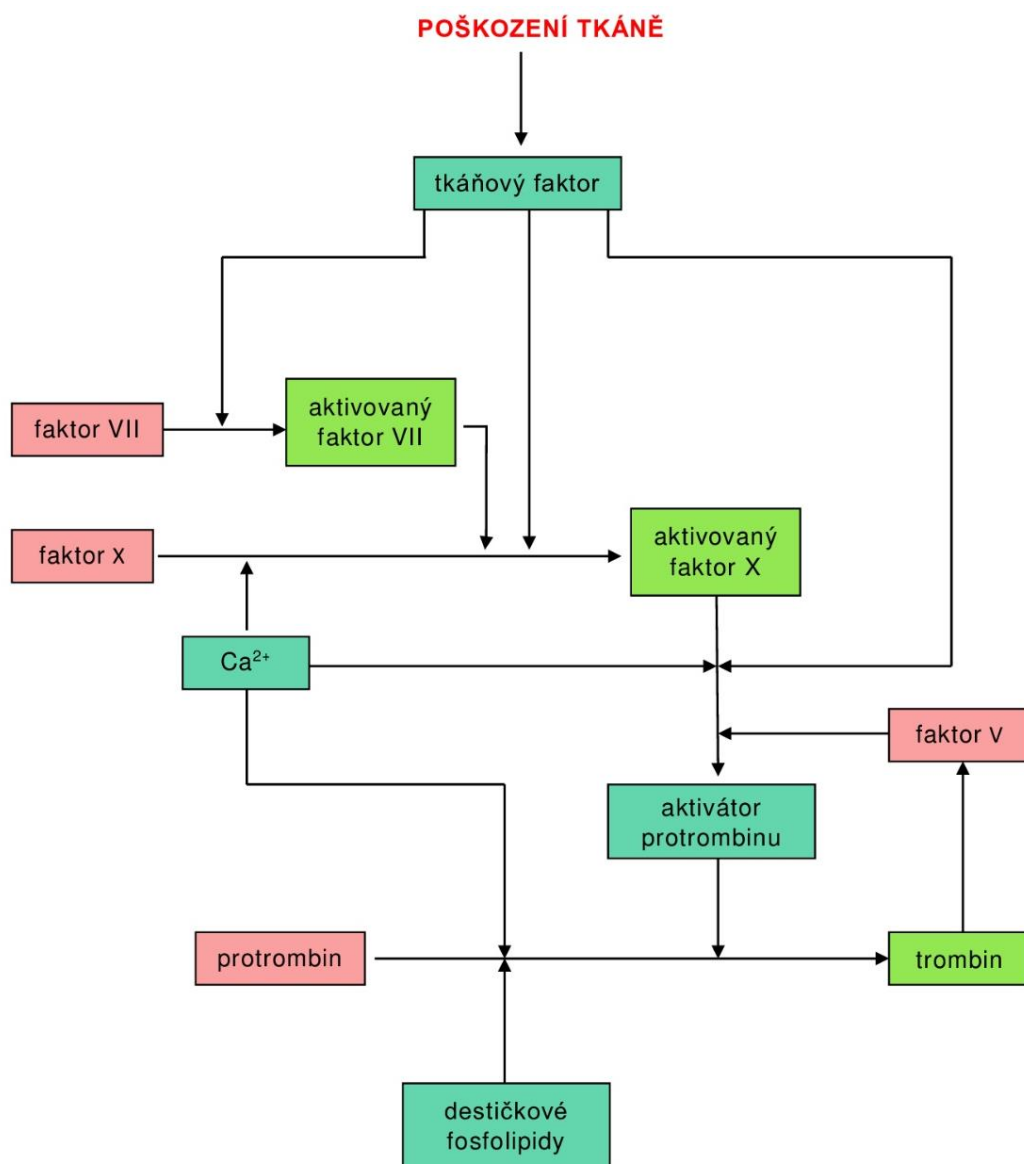 POŠKOZENÍ TKÁNĚ
tkáňový faktor
aktivovaný
faktor VII
faktor VII
faktor X
aktivovaný
faktor X
Ca²⁺
faktor V
aktivátor
protrombinu
protrombin
trombin
destičkové
fosfolipidy